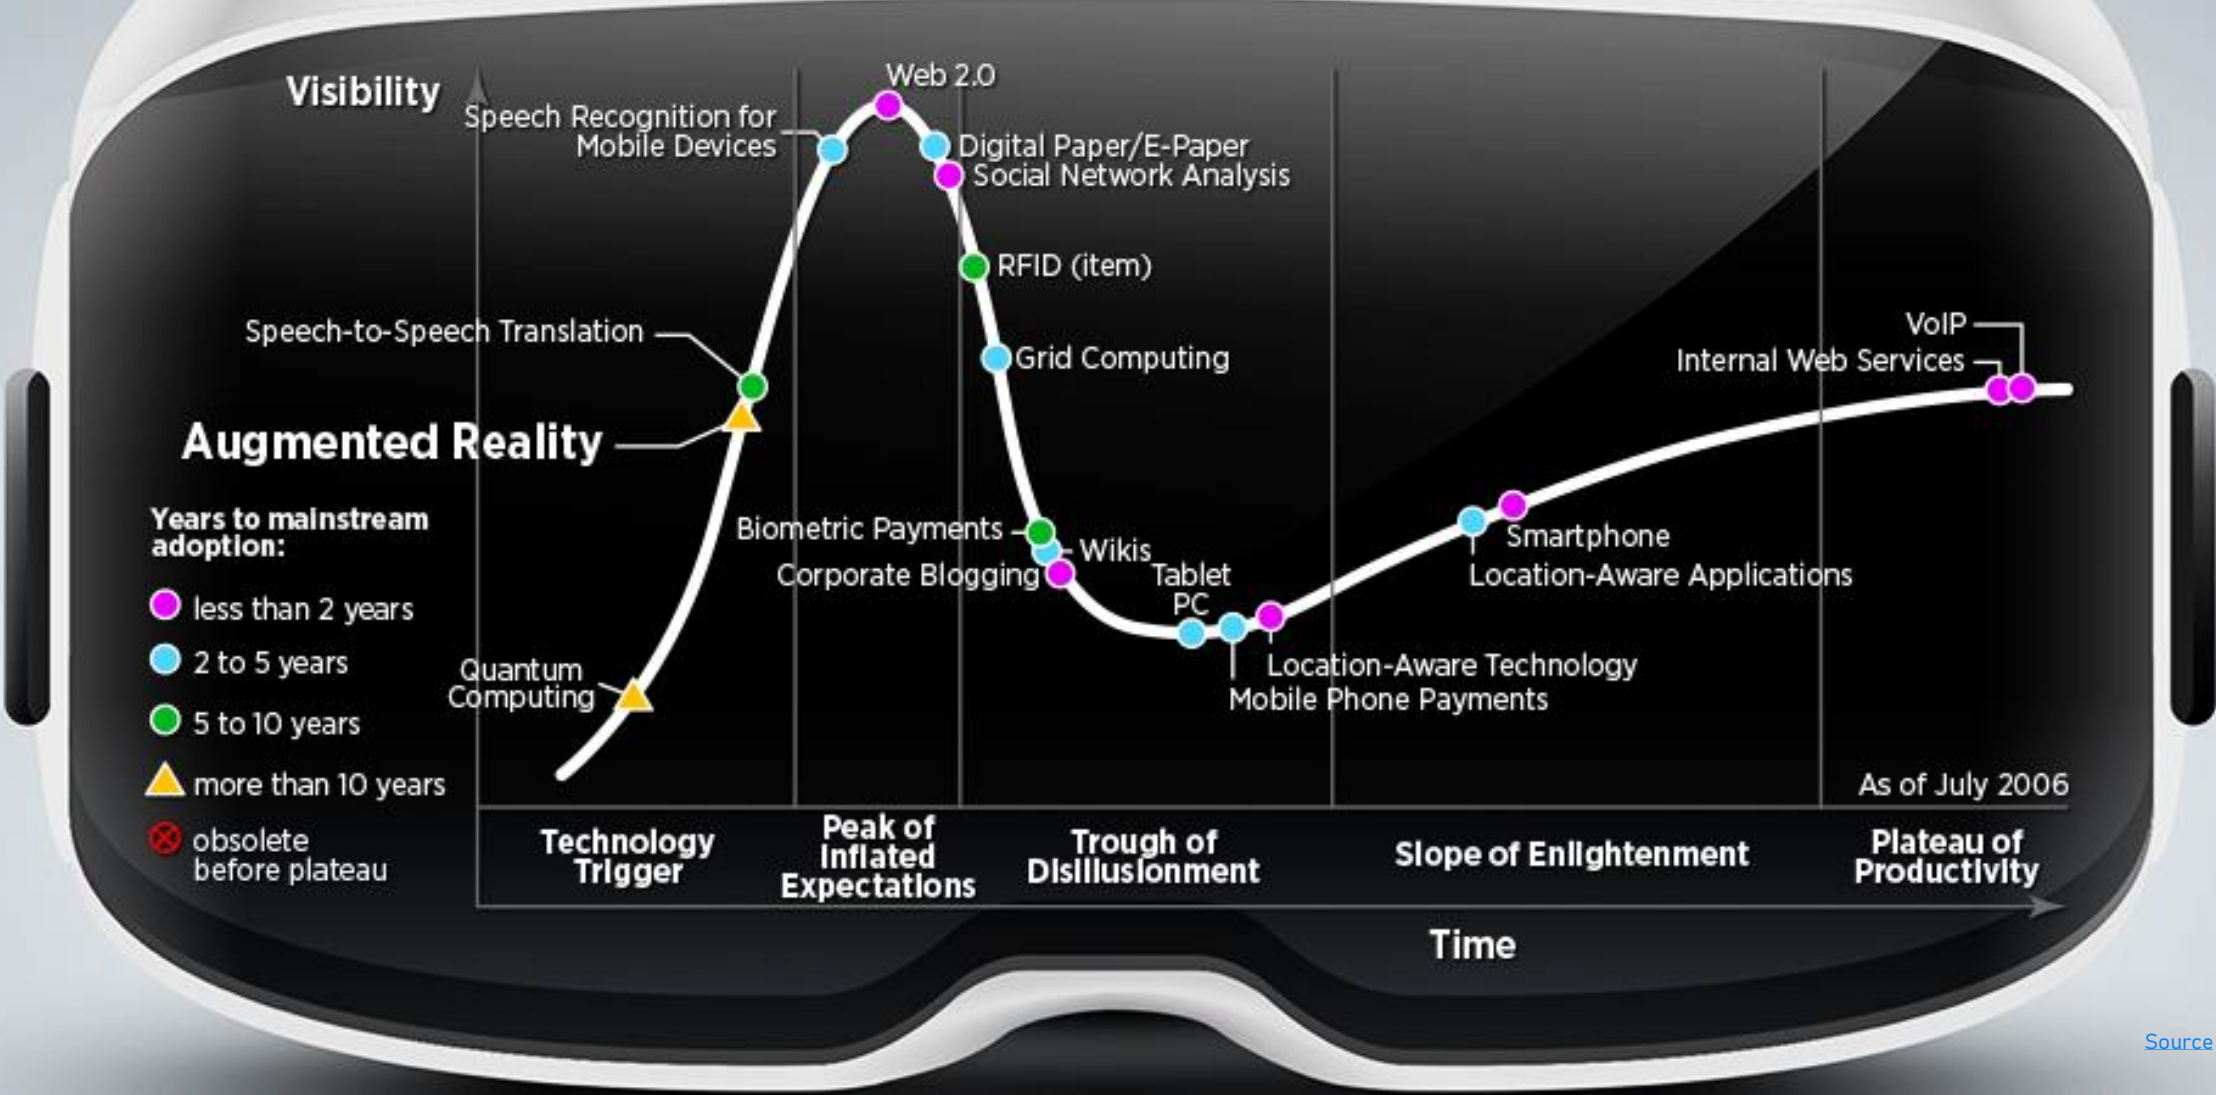 Visibility
Web 2.0
Speech Recognition for
Mobile Devices
Digital Paper/E-Paper
Social Network Analysis
RFID (item)
Speech-to-Speech Translation
Grid Computing
VoIP
Internal Web Services
Augmented Reality
Years to mainstream
adoption:
less than 2 years
2 to 5 years
5 to 10 years
more than 10 years
obsolete
before plateau
Quantum
Computing
Biometric Payments
Wikis
Corporate Blogging
Tablet
PC
Smartphone
Location-Aware Applications
Location-Aware Technology
Mobile Phone Payments
As of July 2006
Technology
Trigger
Peak of
Inflated
Expectations
Trough of
Disillusionment
Slope of Enlightenment
Plateau of
Productivity
Time
Source